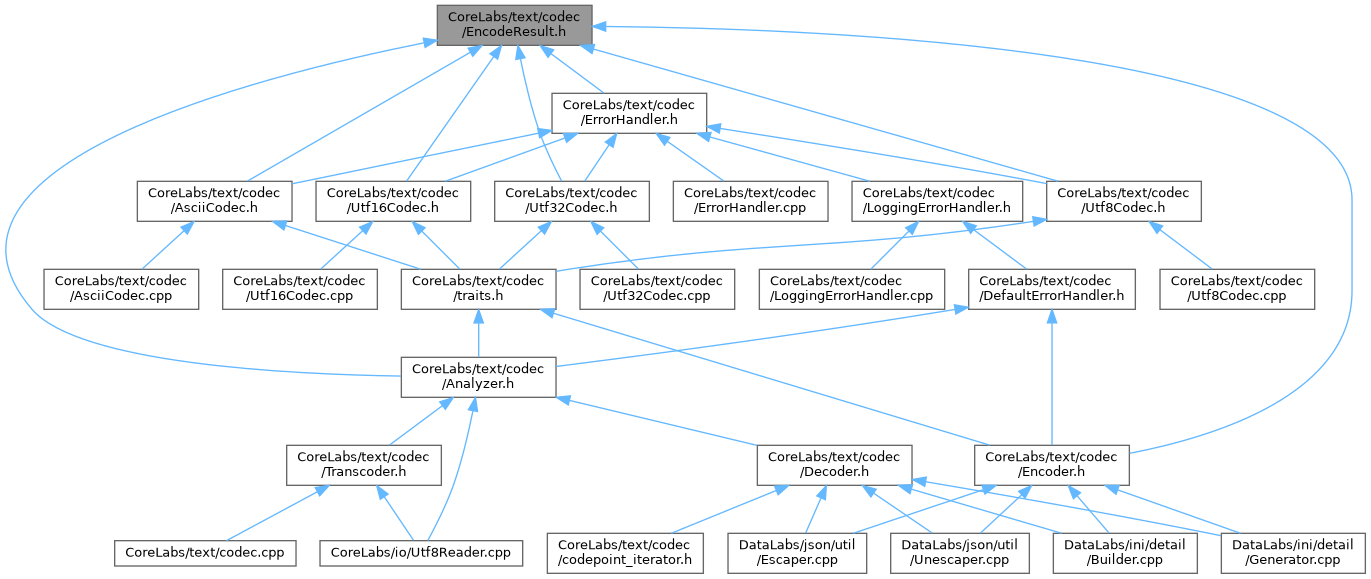 CoreLabs/text/codec
/EncodeResult.h
CoreLabs/text/codec
/ErrorHandler.h
CoreLabs/text/codec
/AsciiCodec.h
CoreLabs/text/codec
/Utf16Codec.h
CoreLabs/text/codec
/Utf32Codec.h
CoreLabs/text/codec
/ErrorHandler.cpp
CoreLabs/text/codec
/LoggingErrorHandler.h
CoreLabs/text/codec
/Utf8Codec.h
CoreLabs/text/codec
/AsciiCodec.cpp
CoreLabs/text/codec
/Utf16Codec.cpp
CoreLabs/text/codec
/traits.h
CoreLabs/text/codec
/Utf32Codec.cpp
CoreLabs/text/codec
/LoggingErrorHandler.cpp
CoreLabs/text/codec
/DefaultErrorHandler.h
CoreLabs/text/codec
/Utf8Codec.cpp
CoreLabs/text/codec
/Analyzer.h
CoreLabs/text/codec
/Transcoder.h
CoreLabs/text/codec
/Decoder.h
CoreLabs/text/codec
/Encoder.h
CoreLabs/text/codec.cpp
CoreLabs/io/Utf8Reader.cpp
CoreLabs/text/codec
/codepoint_iterator.h
DataLabs/json/util
/Escaper.cpp
DataLabs/json/util
/Unescaper.cpp
DataLabs/ini/detail
/Builder.cpp
DataLabs/ini/detail
/Generator.cpp